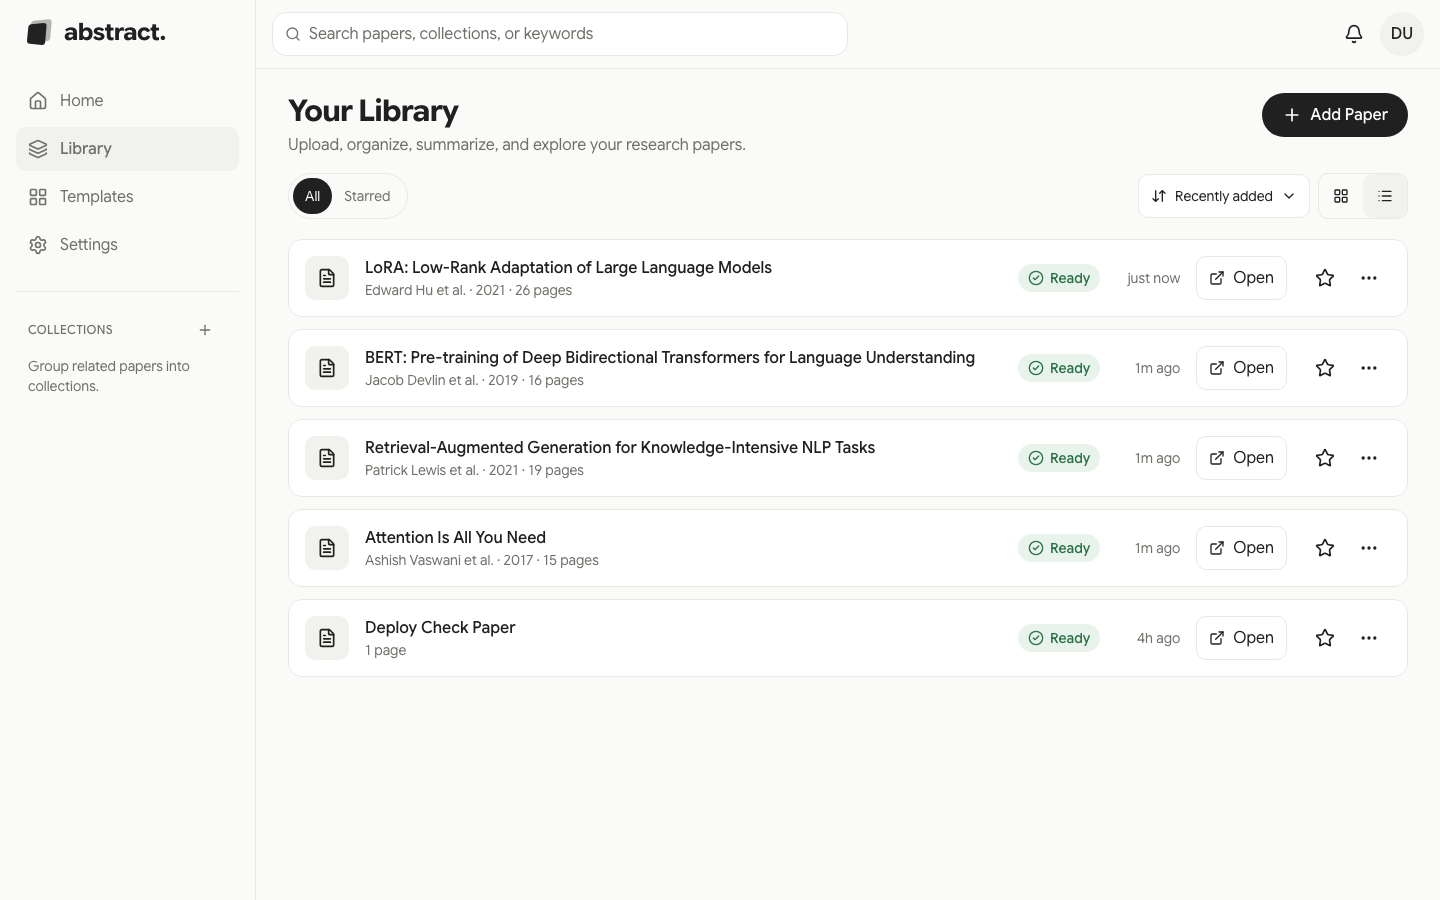 abstract.
Search papers, collections, or keywords
DU
Home
Library
Templates
Settings
COLLECTIONS
Group related papers into
collections.
Your Library
Add Paper
Upload, organize, summarize, and explore your research papers.
All
Starred
Recently added
LoRA: Low-Rank Adaptation of Large Language Models
Edward Hu et al. · 2021 · 26 pages
Ready
just now
Open
BERT: Pre-training of Deep Bidirectional Transformers for Language Understanding
Jacob Devlin et al. · 2019 · 16 pages
Ready
1m ago
Open
Retrieval-Augmented Generation for Knowledge-Intensive NLP Tasks
Patrick Lewis et al. · 2021 · 19 pages
Ready
1m ago
Open
Attention Is All You Need
Ashish Vaswani et al. · 2017 · 15 pages
Ready
1m ago
Open
Deploy Check Paper
1 page
Ready
4h ago
Open